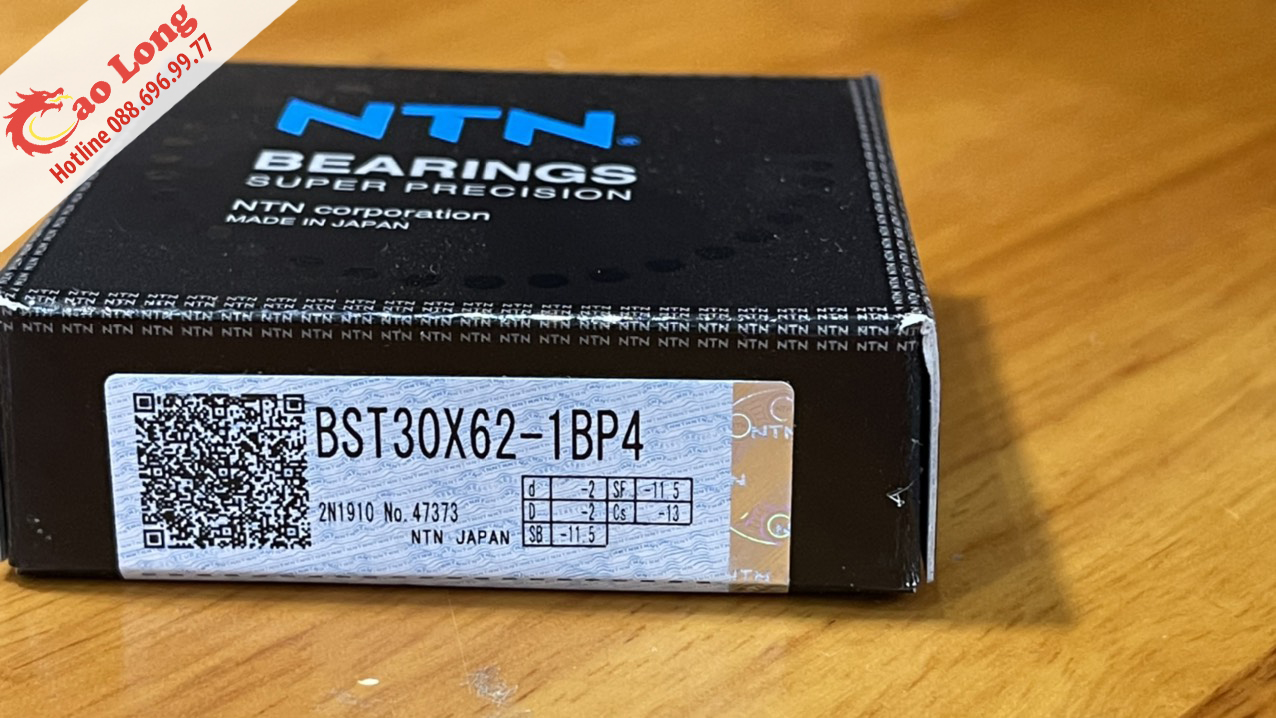 Cao Long
Hotline 088.696.99.77
NTN®
BEARINGS
SUPER PRECISION
NTN corporation
MADE IN JAPAN
BST30X62-1BP4
2N1910 No. 47373
NTN JAPAN
d -2 SF -11.5
D -2 Cs -13
SB -11.5
NTN